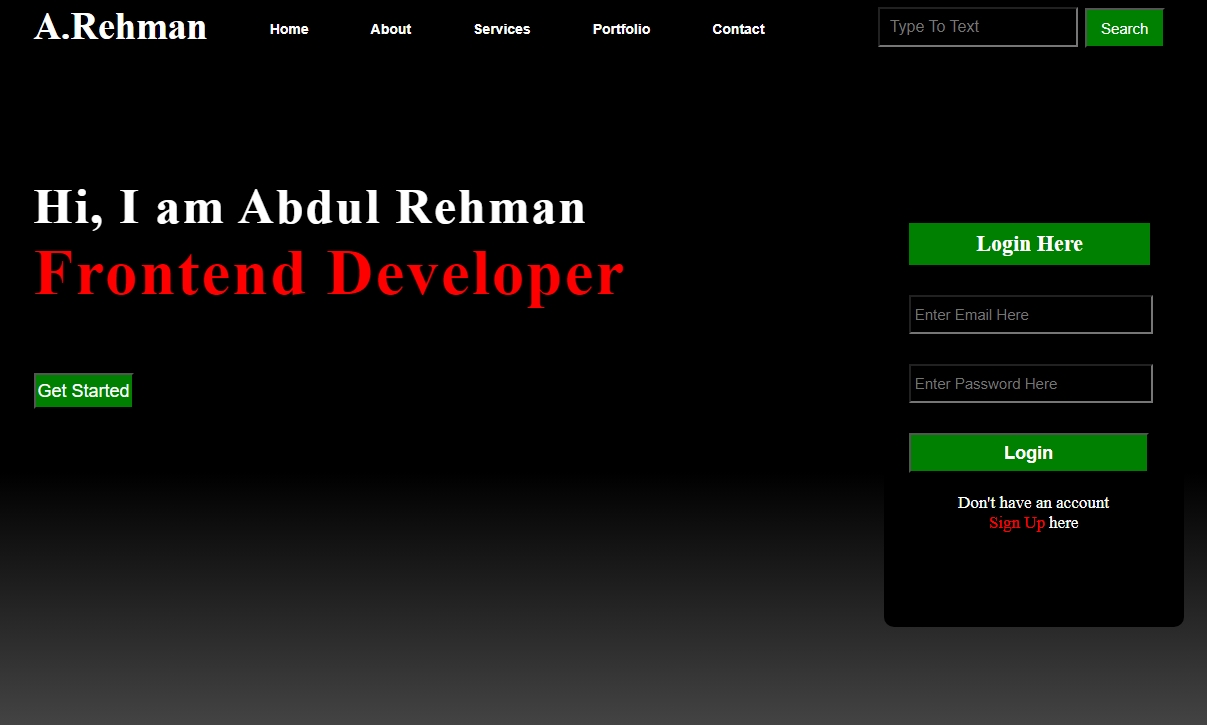 A.Rehman Home About Services Portfolio Contact Type To Text Search
Hi, I am Abdul Rehman
Frontend Developer
Get Started
Login Here
Enter Email Here
Enter Password Here
Login
Don't have an account
Sign Up here